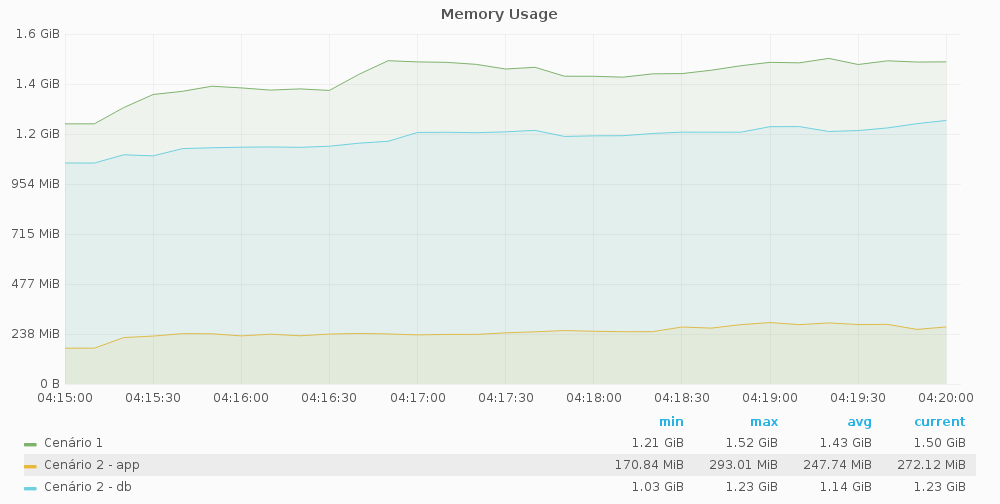 Memory Usage
1.6 GiB
1.4 GiB
1.2 GiB
954 MiB
715 MiB
477 MiB
238 MiB
0 B
04:15:00 04:15:30 04:16:00 04:16:30 04:17:00 04:17:30 04:18:00 04:18:30 04:19:00 04:19:30 04:20:00
min max avg current
Cenário 1 1.21 GiB 1.52 GiB 1.43 GiB 1.50 GiB
Cenário 2 - app 170.84 MiB 293.01 MiB 247.74 MiB 272.12 MiB
Cenário 2 - db 1.03 GiB 1.23 GiB 1.14 GiB 1.23 GiB